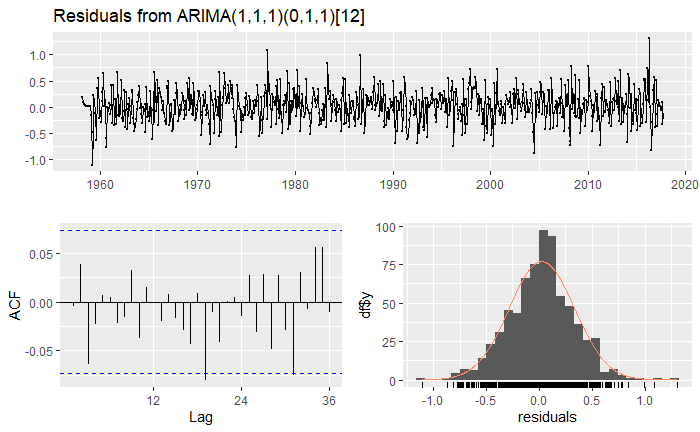 Residuals from ARIMA(1,1,1)(0,1,1)[12]
1.0
0.5
0.0
-0.5
-1.0
1960 1970 1980 1990 2000 2010 2020
ACF
0.05
0.00
-0.05
12 24 36
Lag
df$y
100
75
50
25
0
-1.0 -0.5 0.0 0.5 1.0
residuals